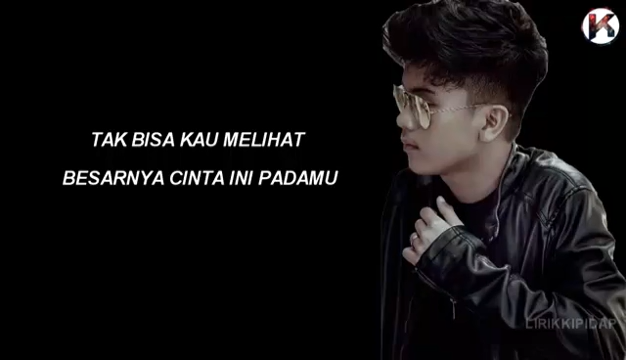 K
TAK BISA KAU MELIHAT
BESARNYA CINTA INI PADAMU
LIRIKKIPIDAP